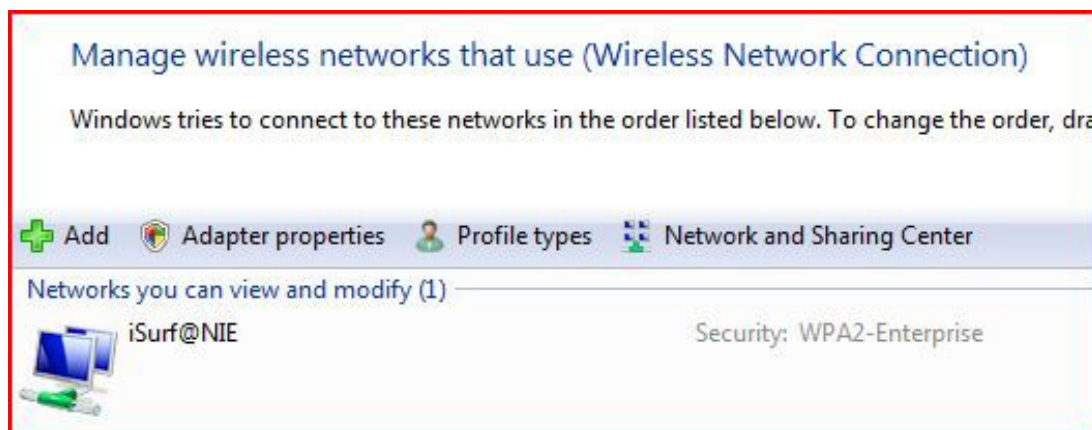 Manage wireless networks that use (Wireless Network Connection)
Windows tries to connect to these networks in the order listed below. To change the order, dra
Add Adapter properties Profile types Network and Sharing Center
Networks you can view and modify (1)
iSurf@NIE Security: WPA2-Enterprise